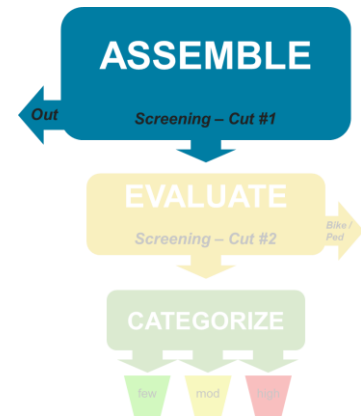 ASSEMBLE
Out
Screening – Cut #1
EVALUATE
Screening – Cut #2
Bike /
Ped
CATEGORIZE
few
mod
high